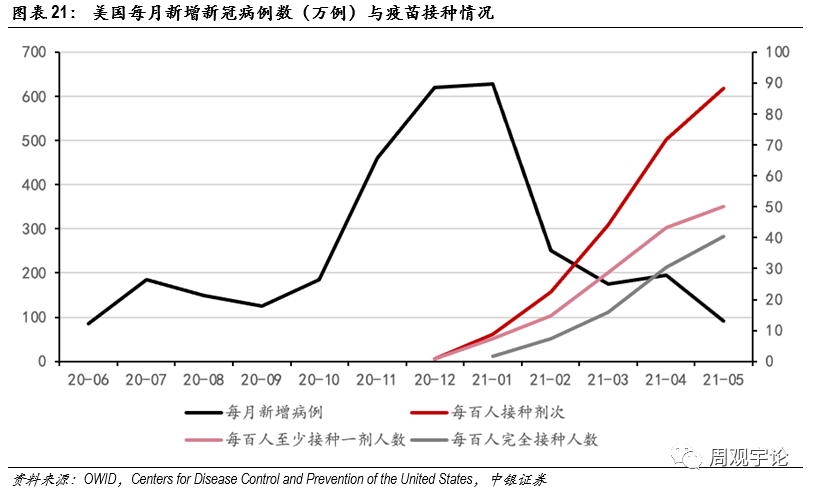 图表 21： 美国每月新增新冠病例数（万例）与疫苗接种情况
700 100
600 90
500 80
400 70
300 60
200 50
100 40
0 30
20
10
0
20-06 20-07 20-08 20-09 20-10 20-11 20-12 21-01 21-02 21-03 21-04 21-05
每月新增病例 每百人接种剂次
每百人至少接种一剂人数 每百人完全接种人数
周观宇论
资料来源：OWID，Centers for Disease Control and Prevention of the United States，中银证券